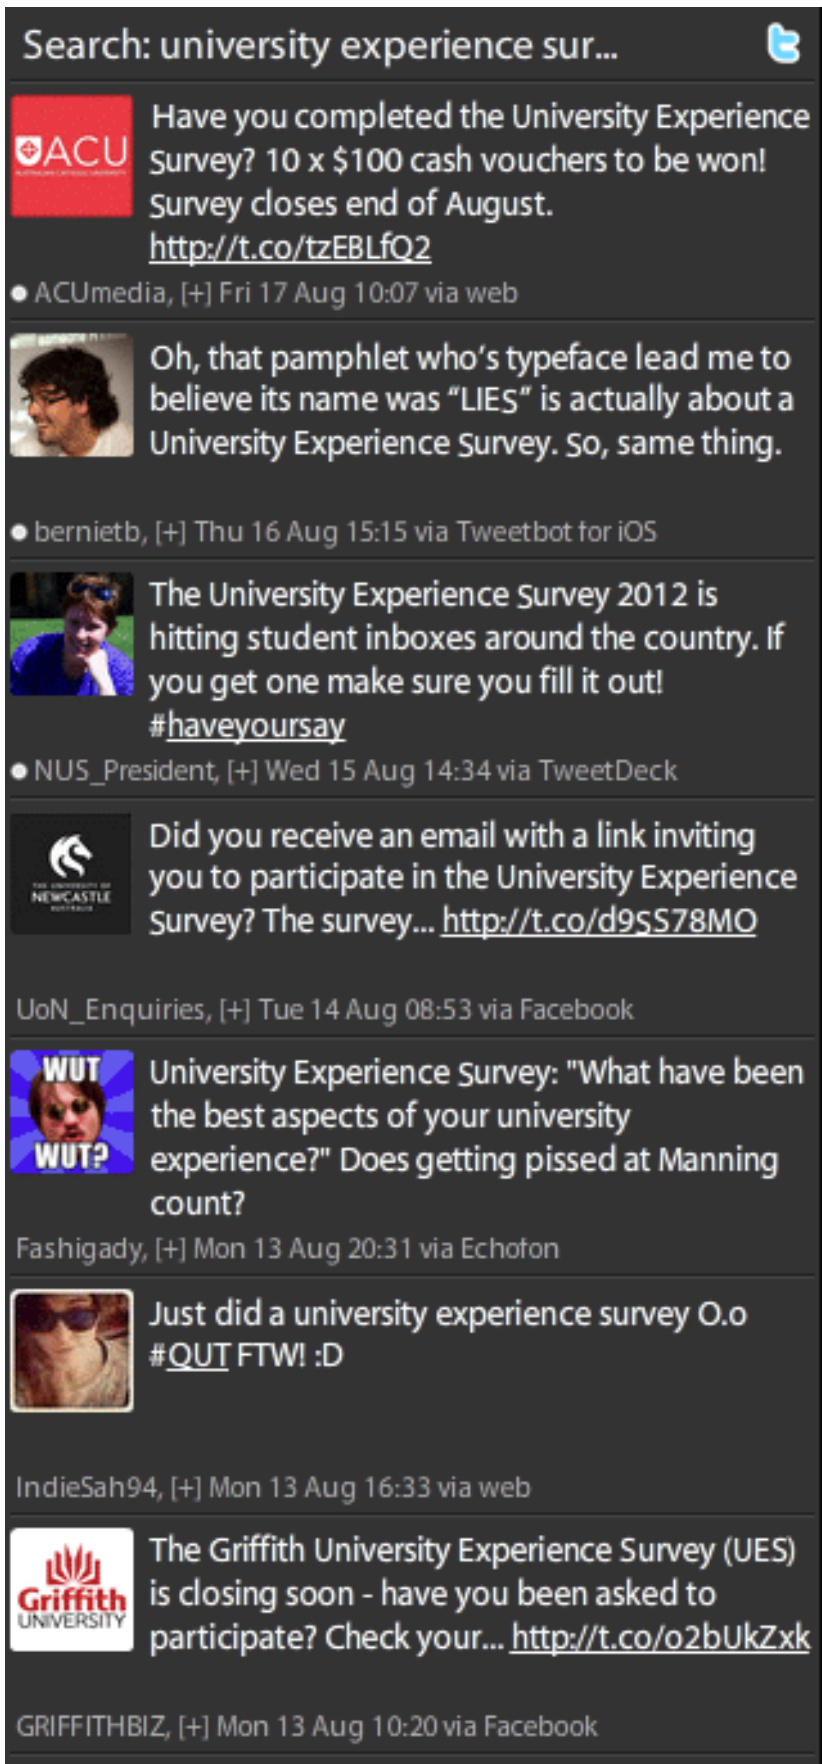 Search: university experience sur...
ACU
Have you completed the University Experience
Survey? 10 x $100 cash vouchers to be won!
Survey closes end of August.
http://t.co/tzEBLfQ2
ACUmedia, [+] Fri 17 Aug 10:07 via web
Oh, that pamphlet who's typeface lead me to
believe its name was “LIES” is actually about a
University Experience Survey. So, same thing.
bernietb, [+] Thu 16 Aug 15:15 via Tweetbot for iOS
The University Experience Survey 2012 is
hitting student inboxes around the country. If
you get one make sure you fill it out!
#haveyoursay
NUS_President, [+] Wed 15 Aug 14:34 via TweetDeck
THE UNIVERSITY OF
NEWCASTLE
AUSTRALIA
Did you receive an email with a link inviting
you to participate in the University Experience
Survey? The survey... http://t.co/d9SS78MO
UoN_Enquiries, [+] Tue 14 Aug 08:53 via Facebook
WUT
WUT?
University Experience Survey: "What have been
the best aspects of your university
experience?" Does getting pissed at Manning
count?
Fashigady, [+] Mon 13 Aug 20:31 via Echofon
Just did a university experience survey O.o
#QUT FTW! :D
IndieSah94, [+] Mon 13 Aug 16:33 via web
Griffith
UNIVERSITY
The Griffith University Experience Survey (UES)
is closing soon - have you been asked to
participate? Check your... http://t.co/o2bUkZxk
GRIFFITHBIZ, [+] Mon 13 Aug 10:20 via Facebook